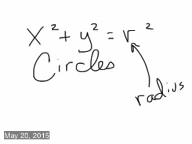 x² + y² = r²
Circles
radius
May 20, 2015